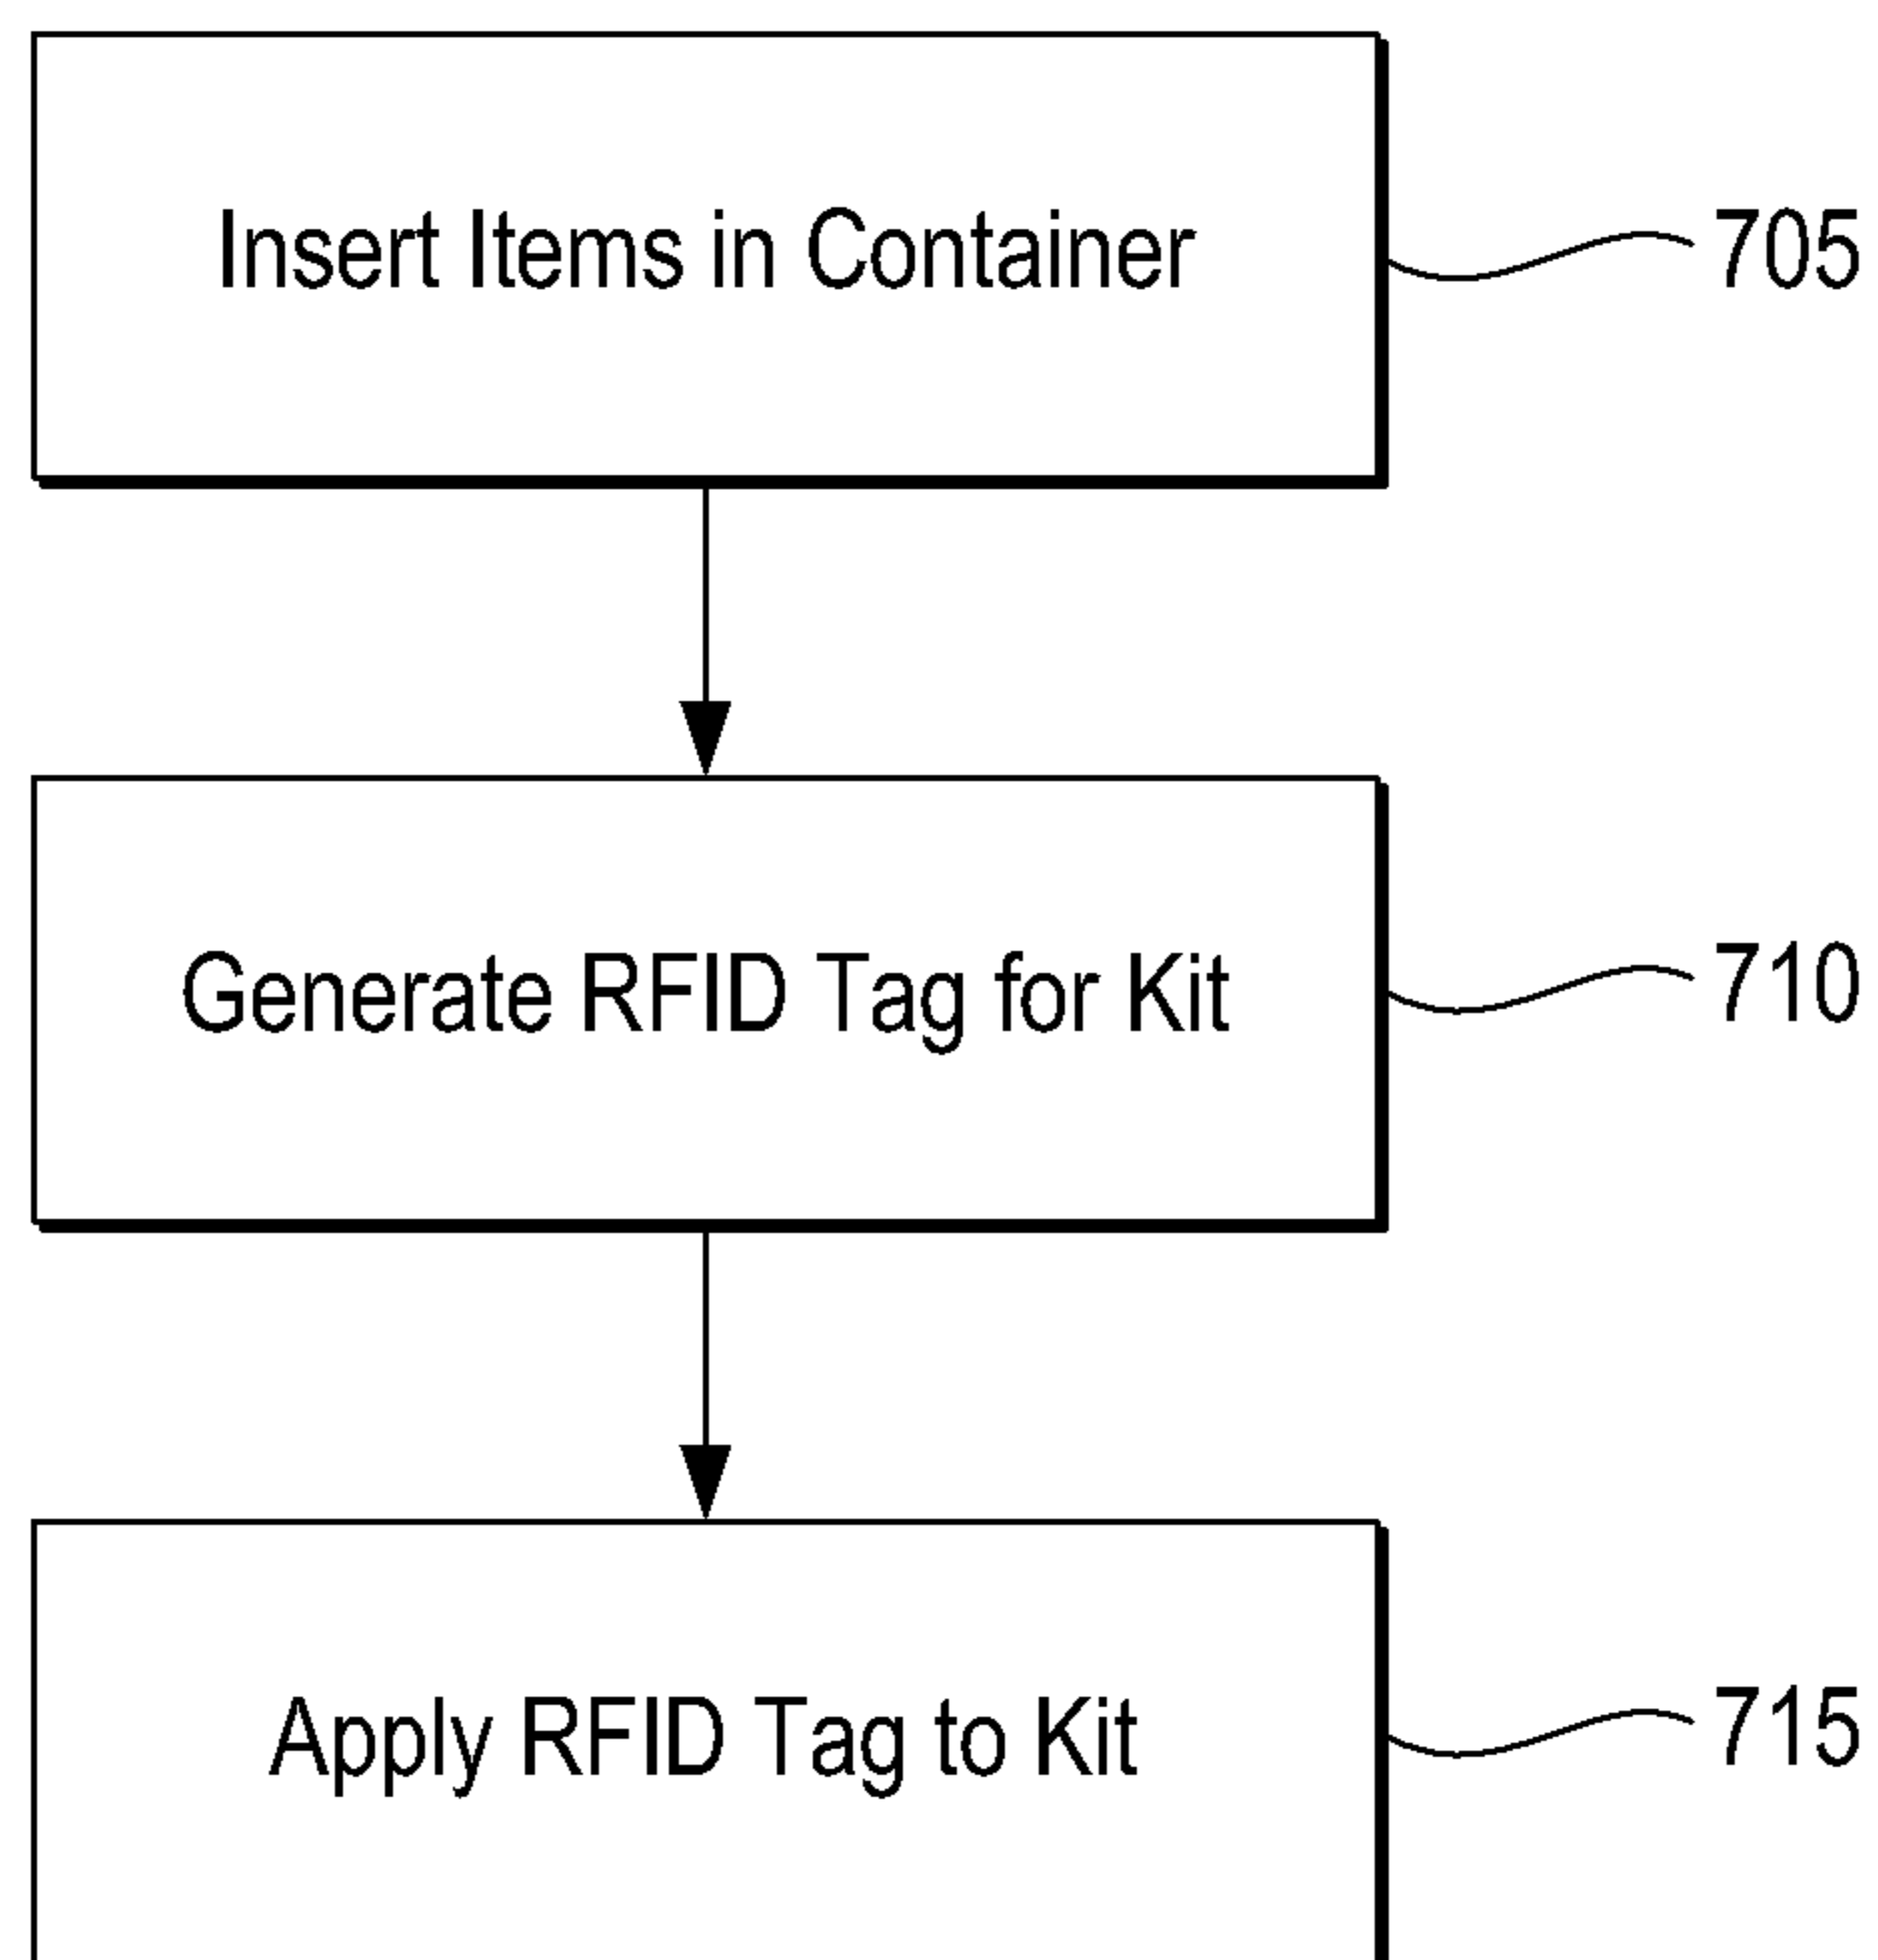 Insert Items in Container
705
Generate RFID Tag for Kit
710
Apply RFID Tag to Kit
715